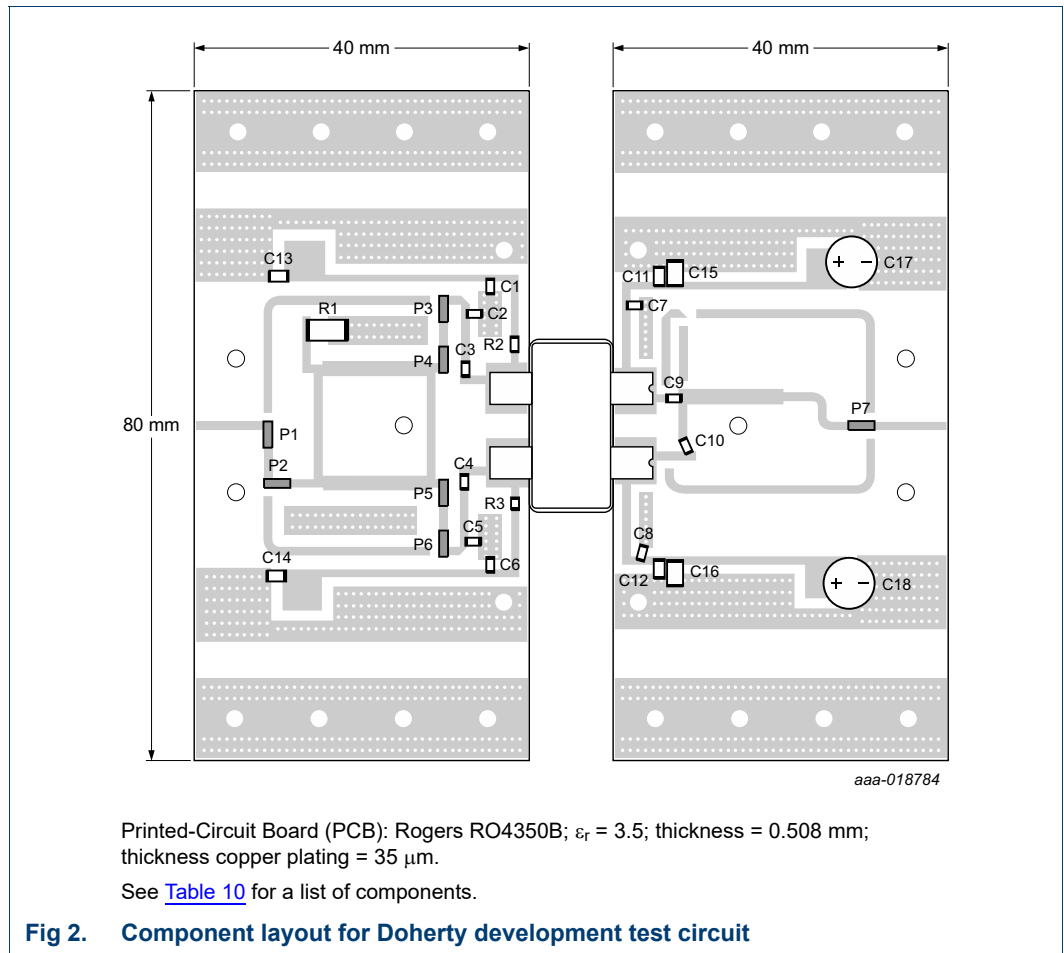 40 mm
40 mm
80 mm
C13
C1
R1
P3
C2
R2
P4
C3
P1
P2
C4
P5
R3
C5
P6
C14
C6
C11
C15
+ −
C17
C7
C9
P7
C10
C8
C12
C16
+ −
C18
aaa-018784
Printed-Circuit Board (PCB): Rogers RO4350B; εr = 3.5; thickness = 0.508 mm;
thickness copper plating = 35 μm.
See Table 10 for a list of components.
Fig 2. Component layout for Doherty development test circuit